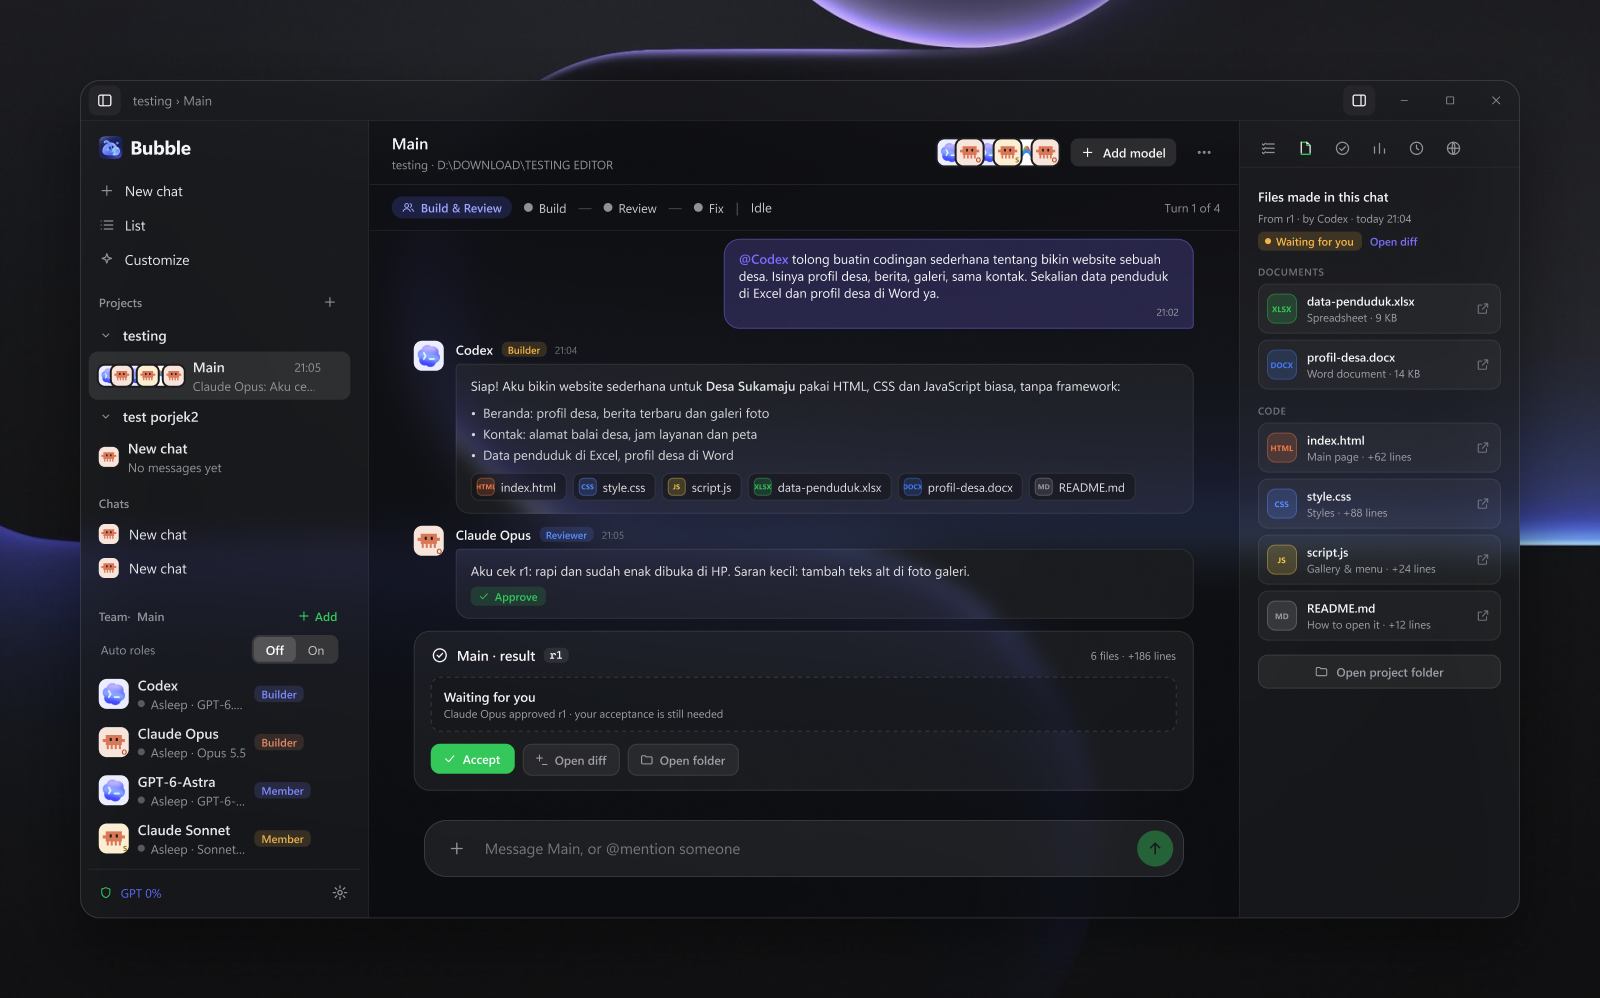 testing › Main
Bubble
New chat
List
Customize
Projects
testing
Main 21:05
Claude Opus: Aku ce...
test porjek2
New chat
No messages yet
Chats
New chat
New chat
Team· Main + Add
Auto roles Off On
Codex Builder
Asleep · GPT-6....
Claude Opus Builder
Asleep · Opus 5.5
GPT-6-Astra Member
Asleep · GPT-6-...
Claude Sonnet Member
Asleep · Sonnet...
GPT 0%
Main
testing · D:\DOWNLOAD\TESTING EDITOR
+ Add model
Build & Review Build — Review — Fix | Idle
Turn 1 of 4
@Codex tolong buatin codingan sederhana tentang bikin website sebuah
desa. Isinya profil desa, berita, galeri, sama kontak. Sekalian data penduduk
di Excel dan profil desa di Word ya.
21:02
Codex Builder 21:04
Siap! Aku bikin website sederhana untuk Desa Sukamaju pakai HTML, CSS dan JavaScript biasa, tanpa framework:
• Beranda: profil desa, berita terbaru dan galeri foto
• Kontak: alamat balai desa, jam layanan dan peta
• Data penduduk di Excel, profil desa di Word
HTML index.html CSS style.css JS script.js XLSX data-penduduk.xlsx DOCX profil-desa.docx MD README.md
Claude Opus Reviewer 21:05
Aku cek r1: rapi dan sudah enak dibuka di HP. Saran kecil: tambah teks alt di foto galeri.
Approve
Main · result r1 6 files · +186 lines
Waiting for you
Claude Opus approved r1 · your acceptance is still needed
Accept Open diff Open folder
Message Main, or @mention someone
Files made in this chat
From r1 · by Codex · today 21:04
Waiting for you Open diff
DOCUMENTS
XLSX data-penduduk.xlsx
Spreadsheet · 9 KB
DOCX profil-desa.docx
Word document · 14 KB
CODE
HTML index.html
Main page · +62 lines
CSS style.css
Styles · +88 lines
JS script.js
Gallery & menu · +24 lines
MD README.md
How to open it · +12 lines
Open project folder